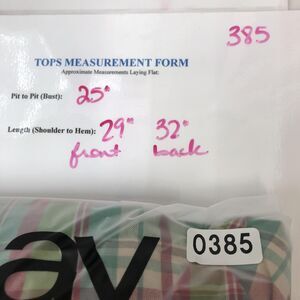 385
TOPS MEASUREMENT FORM
Approximate Measurements Laying Flat:
Pit to Pit (Bust): 25"
Length (Shoulder to Hem): 29" 32"
front back
av
0385